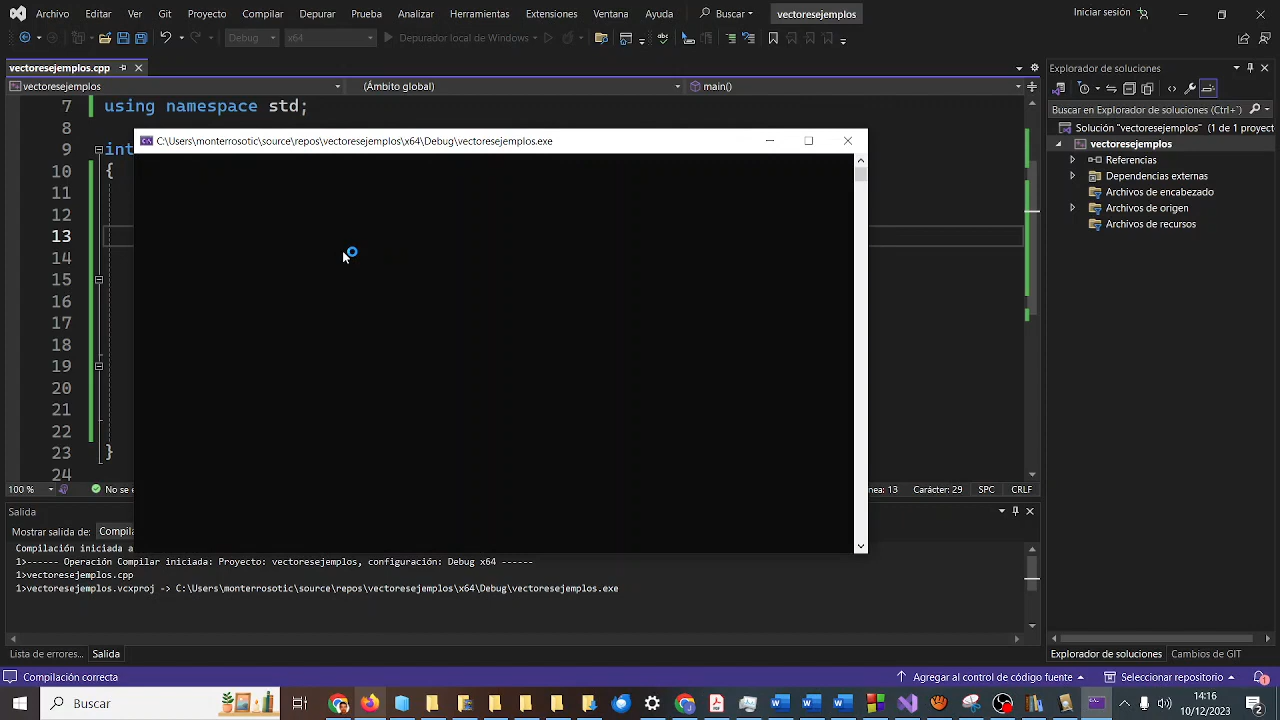 Archivo Editar Ver Git Proyecto Compilar Depurar Prueba Analizar Herramientas Extensiones Ventana Ayuda Buscar vectoresejemplos Iniciar sesión
Debug x64 Depurador local de Windows
vectoresejemplos.cpp
Explorador de soluciones
vectoresejemplos (Ámbito global) main()
7 using namespace std;
Buscar en Explorador de soluciones (Ctrl+)
8
Solución "vectoresejemplos" (1 de 1 proyect
C:\Users\monterrosotic\source\repos\vectoresejemplos\x64\Debug\vectoresejemplos.exe
9 int
vectoresejemplos
Referencias
10 {
Dependencias externas
11
Archivos de encabezado
12
Archivos de origen
Archivos de recursos
13
14
15
16
17
18
19
20
21
22
23 }
24
100 % No se e
Carácter: 29 SPC CRLF
Salida
Mostrar salida de: Compila
Compilación iniciada a
1>------ Operación Compilar iniciada: Proyecto: vectoresejemplos, configuración: Debug x64 ------
1>vectoresejemplos.cpp
1>vectoresejemplos.vcxproj -> C:\Users\monterrosotic\source\repos\vectoresejemplos\x64\Debug\vectoresejemplos.exe
Lista de errores... Salida
Explorador de soluciones Cambios de GIT
Compilación correcta
Agregar al control de código fuente Seleccionar repositorio
Buscar
14:16
10/12/2023